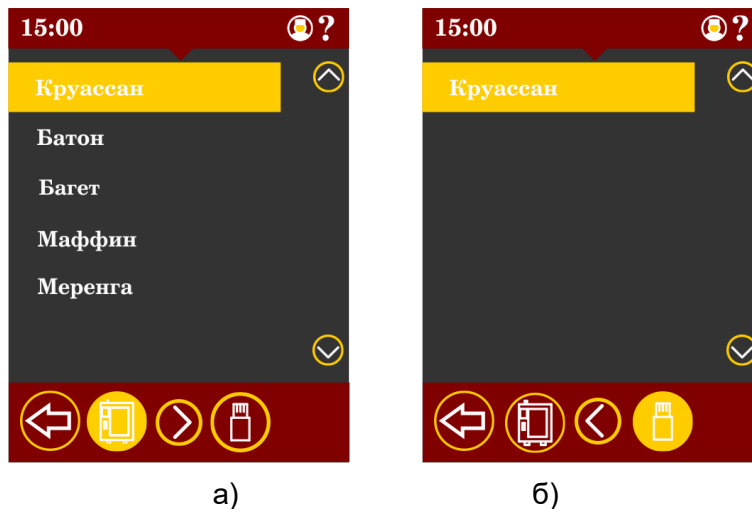 15:00 ?
Круассан
Батон
Багет
Маффин
Меренга
а)
15:00 ?
Круассан
б)